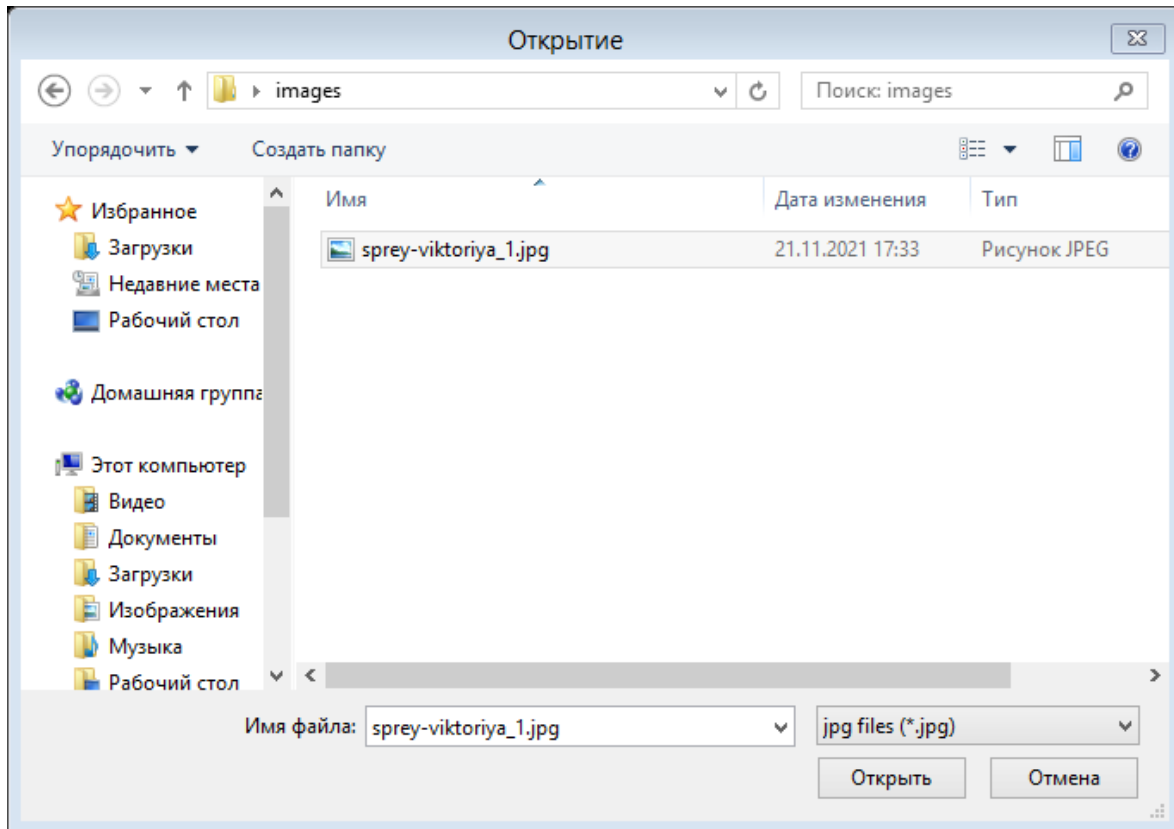 Открытие
images
Поиск: images
Упорядочить
Создать папку
Избранное
Загрузки
Недавние места
Рабочий стол
Домашняя группа
Этот компьютер
Видео
Документы
Загрузки
Изображения
Музыка
Рабочий стол
Имя Дата изменения Тип
sprey-viktoriya_1.jpg 21.11.2021 17:33 Рисунок JPEG
Имя файла: sprey-viktoriya_1.jpg jpg files (*.jpg)
Открыть Отмена